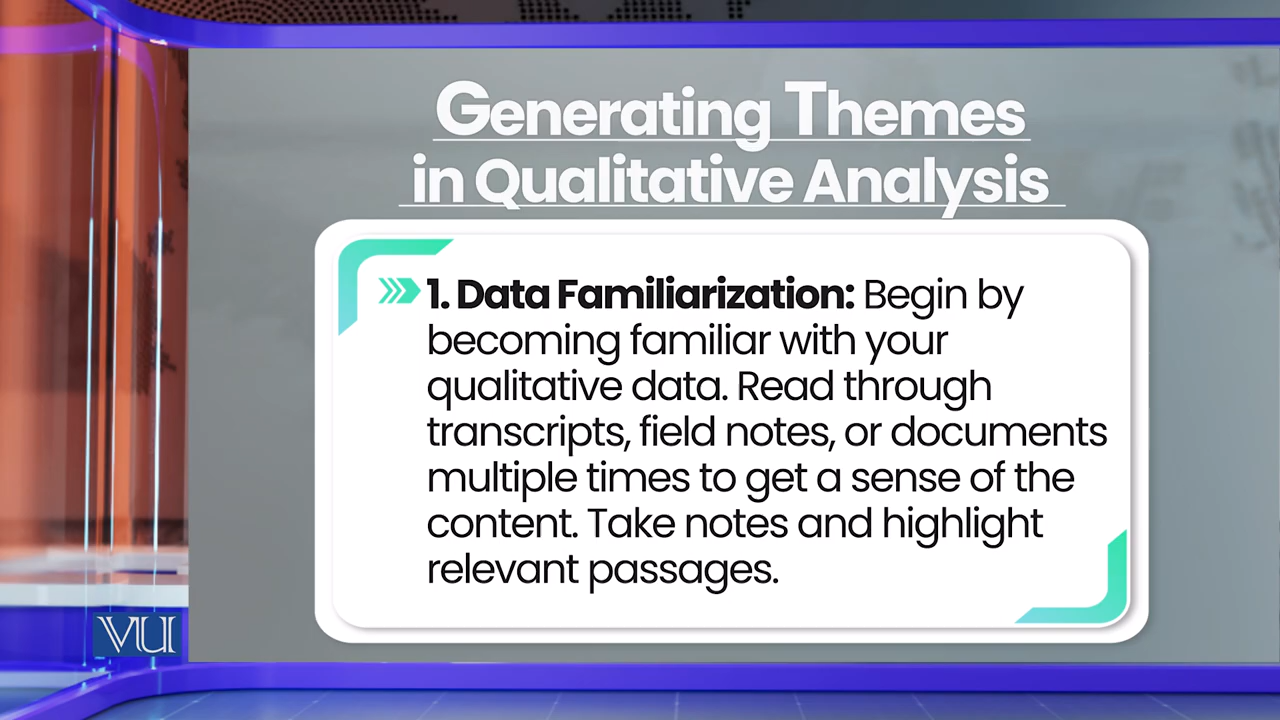 Generating Themes
in Qualitative Analysis
1. Data Familiarization: Begin by
becoming familiar with your
qualitative data. Read through
transcripts, field notes, or documents
multiple times to get a sense of the
content. Take notes and highlight
relevant passages.
VU